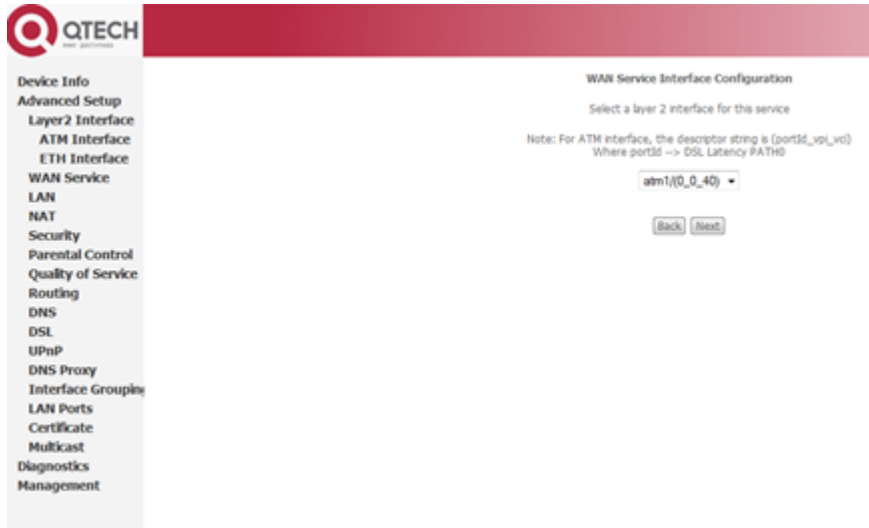 QTECH
Device Info
Advanced Setup
Layer2 Interface
ATM Interface
ETH Interface
WAN Service
LAN
NAT
Security
Parental Control
Quality of Service
Routing
DNS
DSL
UPnP
DNS Proxy
Interface Grouping
LAN Ports
Certificate
Multicast
Diagnostics
Management
WAN Service Interface Configuration
Select a layer 2 interface for this service
Note: For ATM interface, the descriptor string is (portId_vpi_vci)
Where portId --> DSL Latency PATH0
atm1/(0_0_40)
Back Next